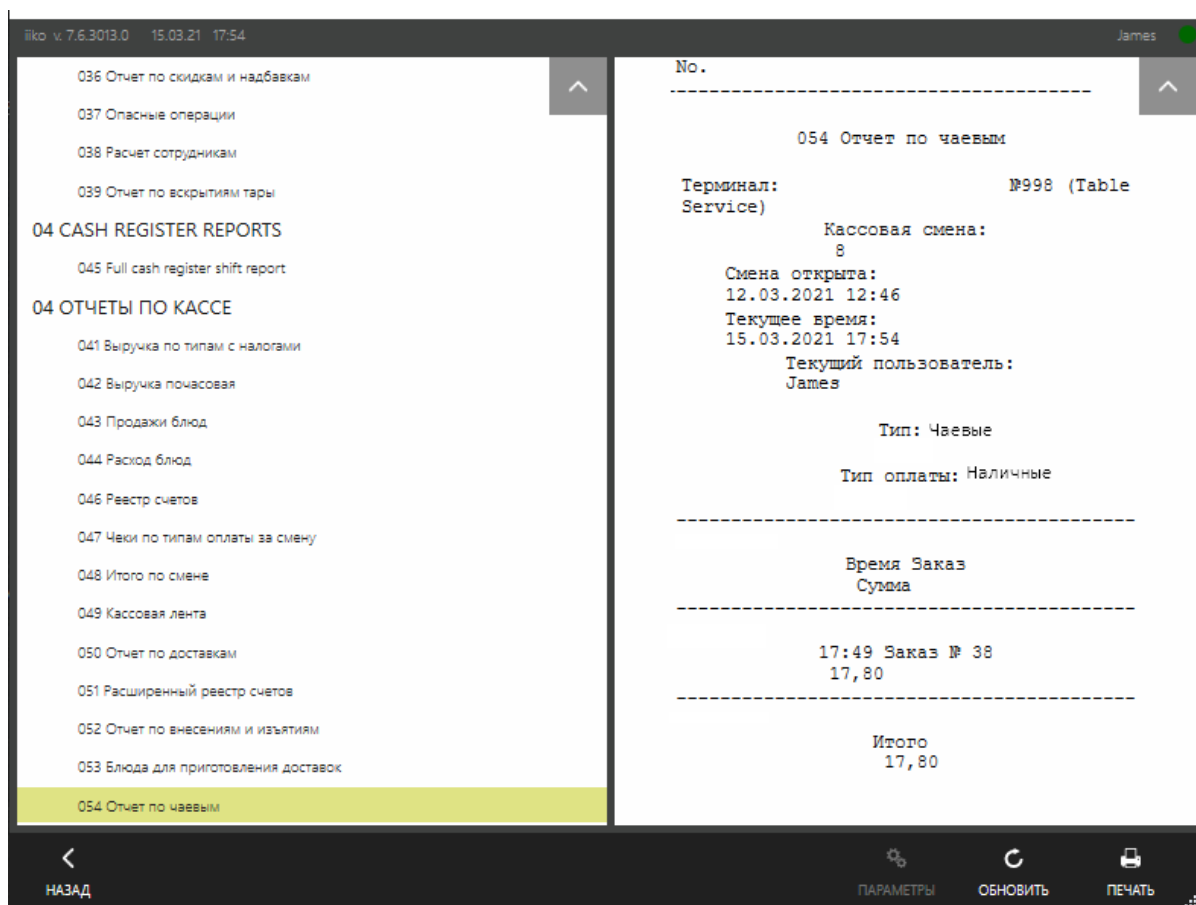 iiko v. 7.6.3013.0 15.03.21 17:54 James
036 Отчет по скидкам и надбавкам
037 Опасные операции
038 Расчет сотрудникам
039 Отчет по вскрытиям тары
04 CASH REGISTER REPORTS
045 Full cash register shift report
04 ОТЧЕТЫ ПО КАССЕ
041 Выручка по типам с налогами
042 Выручка почасовая
043 Продажи блюд
044 Расход блюд
046 Реестр счетов
047 Чеки по типам оплаты за смену
048 Итого по смене
049 Кассовая лента
050 Отчет по доставкам
051 Расширенный реестр счетов
052 Отчет по внесениям и изъятиям
053 Блюда для приготовления доставок
054 Отчет по чаевым
No.
---------------------------------------
054 Отчет по чаевым
Терминал: №998 (Table
Service)
Кассовая смена:
8
Смена открыта:
12.03.2021 12:46
Текущее время:
15.03.2021 17:54
Текущий пользователь:
James
Тип: Чаевые
Тип оплаты: Наличные
------------------------------------------
Время Заказ
Сумма
------------------------------------------
17:49 Заказ № 38
17,80
------------------------------------------
Итого
17,80
НАЗАД ПАРАМЕТРЫ ОБНОВИТЬ ПЕЧАТЬ